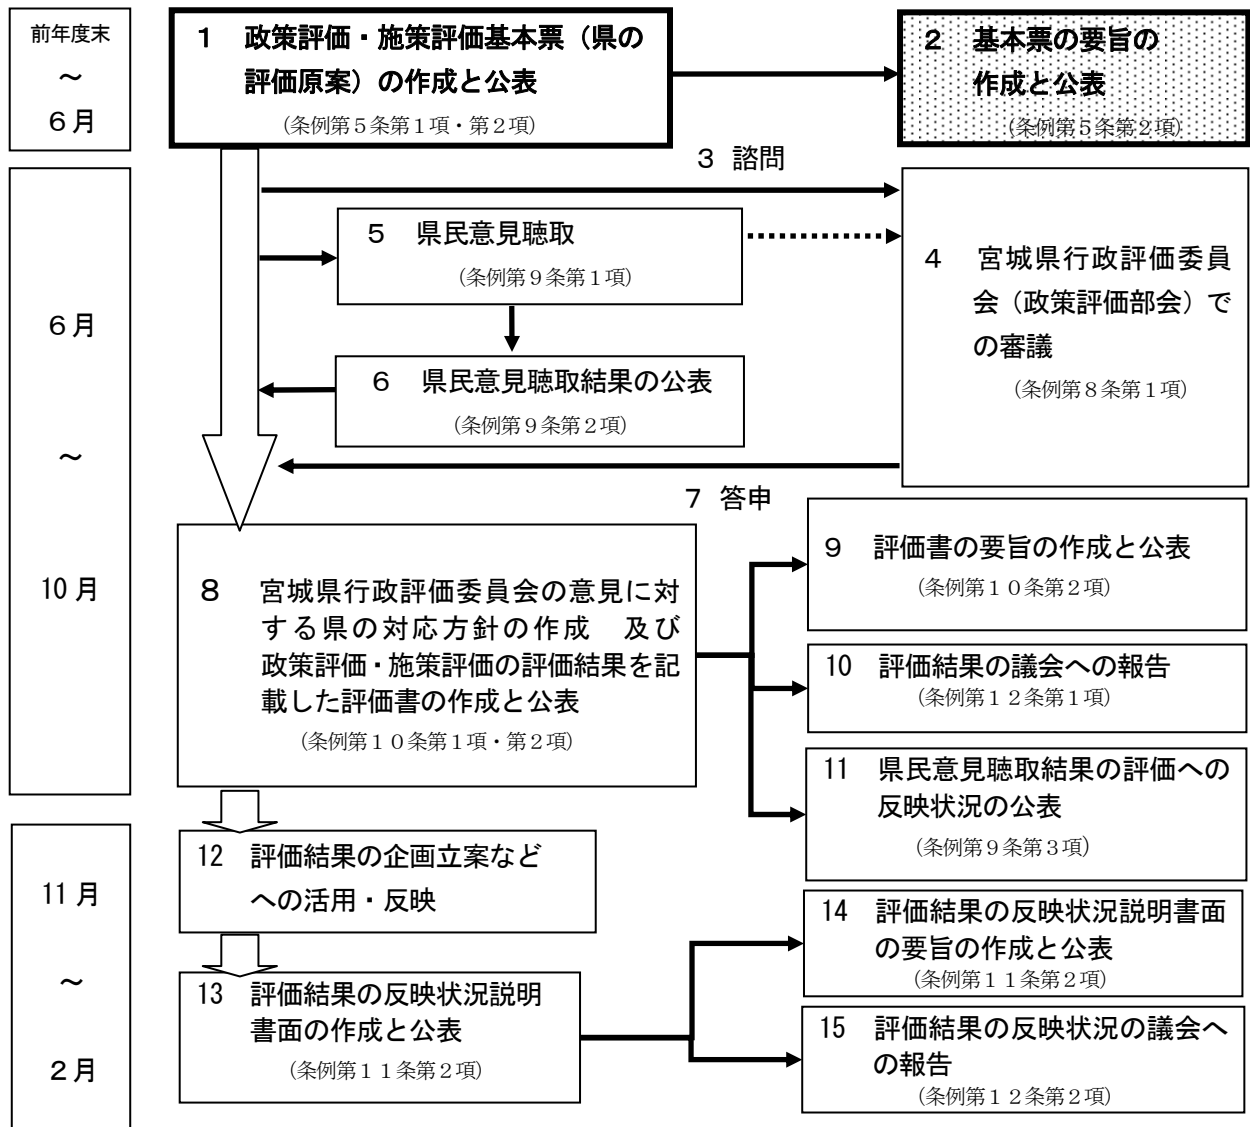 前年度末
～
６月
１　政策評価・施策評価基本票（県の
評価原案）の作成と公表
（条例第５条第１項・第２項）
２　基本票の要旨の
作成と公表
（条例第５条第２項）
３ 諮問
６月
～
10 月
５　県民意見聴取
（条例第９条第１項）
４　宮城県行政評価委員
会（政策評価部会）で
の審議
（条例第８条第１項）
６　県民意見聴取結果の公表
（条例第９条第２項）
７ 答申
８　宮城県行政評価委員会の意見に対
する県の対応方針の作成　及び
政策評価・施策評価の評価結果を記
載した評価書の作成と公表
（条例第１０条第１項・第２項）
９　評価書の要旨の作成と公表
（条例第１０条第２項）
10　評価結果の議会への報告
（条例第１２条第１項）
11　県民意見聴取結果の評価への
反映状況の公表
（条例第９条第３項）
11 月
～
２月
12　評価結果の企画立案など
への活用・反映
13　評価結果の反映状況説明
書面の作成と公表
（条例第１１条第２項）
14　評価結果の反映状況説明書面
の要旨の作成と公表
（条例第１１条第２項）
15　評価結果の反映状況の議会へ
の報告
（条例第１２条第２項）